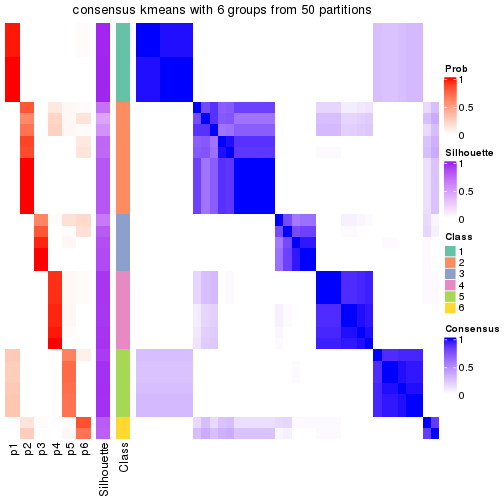 consensus kmeans with 6 groups from 50 partitions
p1
p2
p3
p4
p5
p6
Silhouette
Class
Prob
1
0.5
0
Silhouette
1
0.5
0
Class
1
2
3
4
5
6
Consensus
1
0.5
0